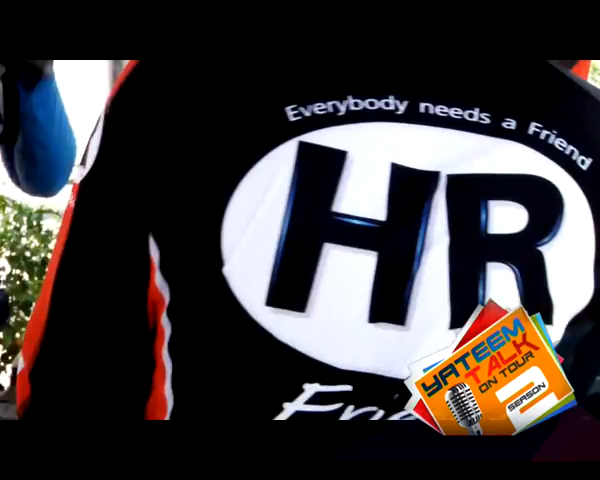 Everybody needs a Friend
HR
YATEEM
TALK
ON TOUR
SEASON
2